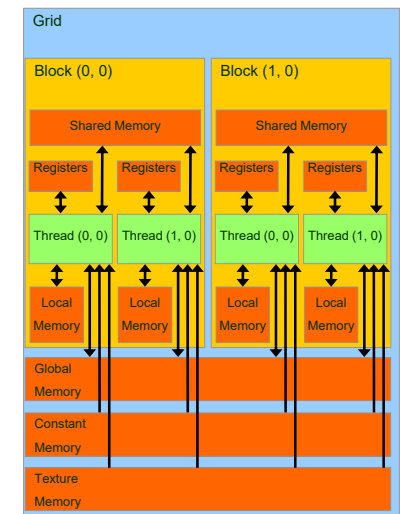 Grid
Block (0, 0)
Block (1, 0)
Shared Memory
Shared Memory
Registers
Registers
Registers
Registers
Thread (0, 0)
Thread (1, 0)
Thread (0, 0)
Thread (1, 0)
Local
Memory
Local
Memory
Local
Memory
Local
Memory
Global
Memory
Constant
Memory
Texture
Memory